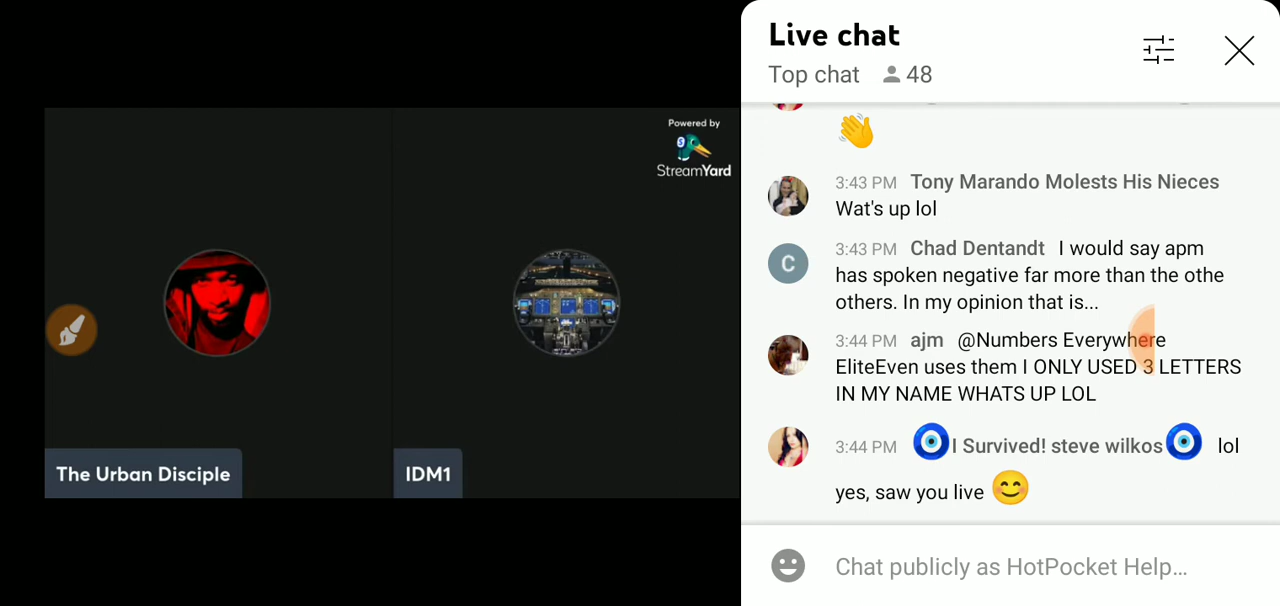 Powered by
StreamYard
The Urban Disciple
IDM1
Live chat
Top chat 48
👋
3:43 PM Tony Marando Molests His Nieces
Wat's up lol
C
3:43 PM Chad Dentandt I would say apm
has spoken negative far more than the othe
others. In my opinion that is...
3:44 PM ajm @Numbers Everywhere
EliteEven uses them I ONLY USED 3 LETTERS
IN MY NAME WHATS UP LOL
3:44 PM 🧿I Survived! steve wilkos🧿 lol
yes, saw you live 😊
Chat publicly as HotPocket Help...